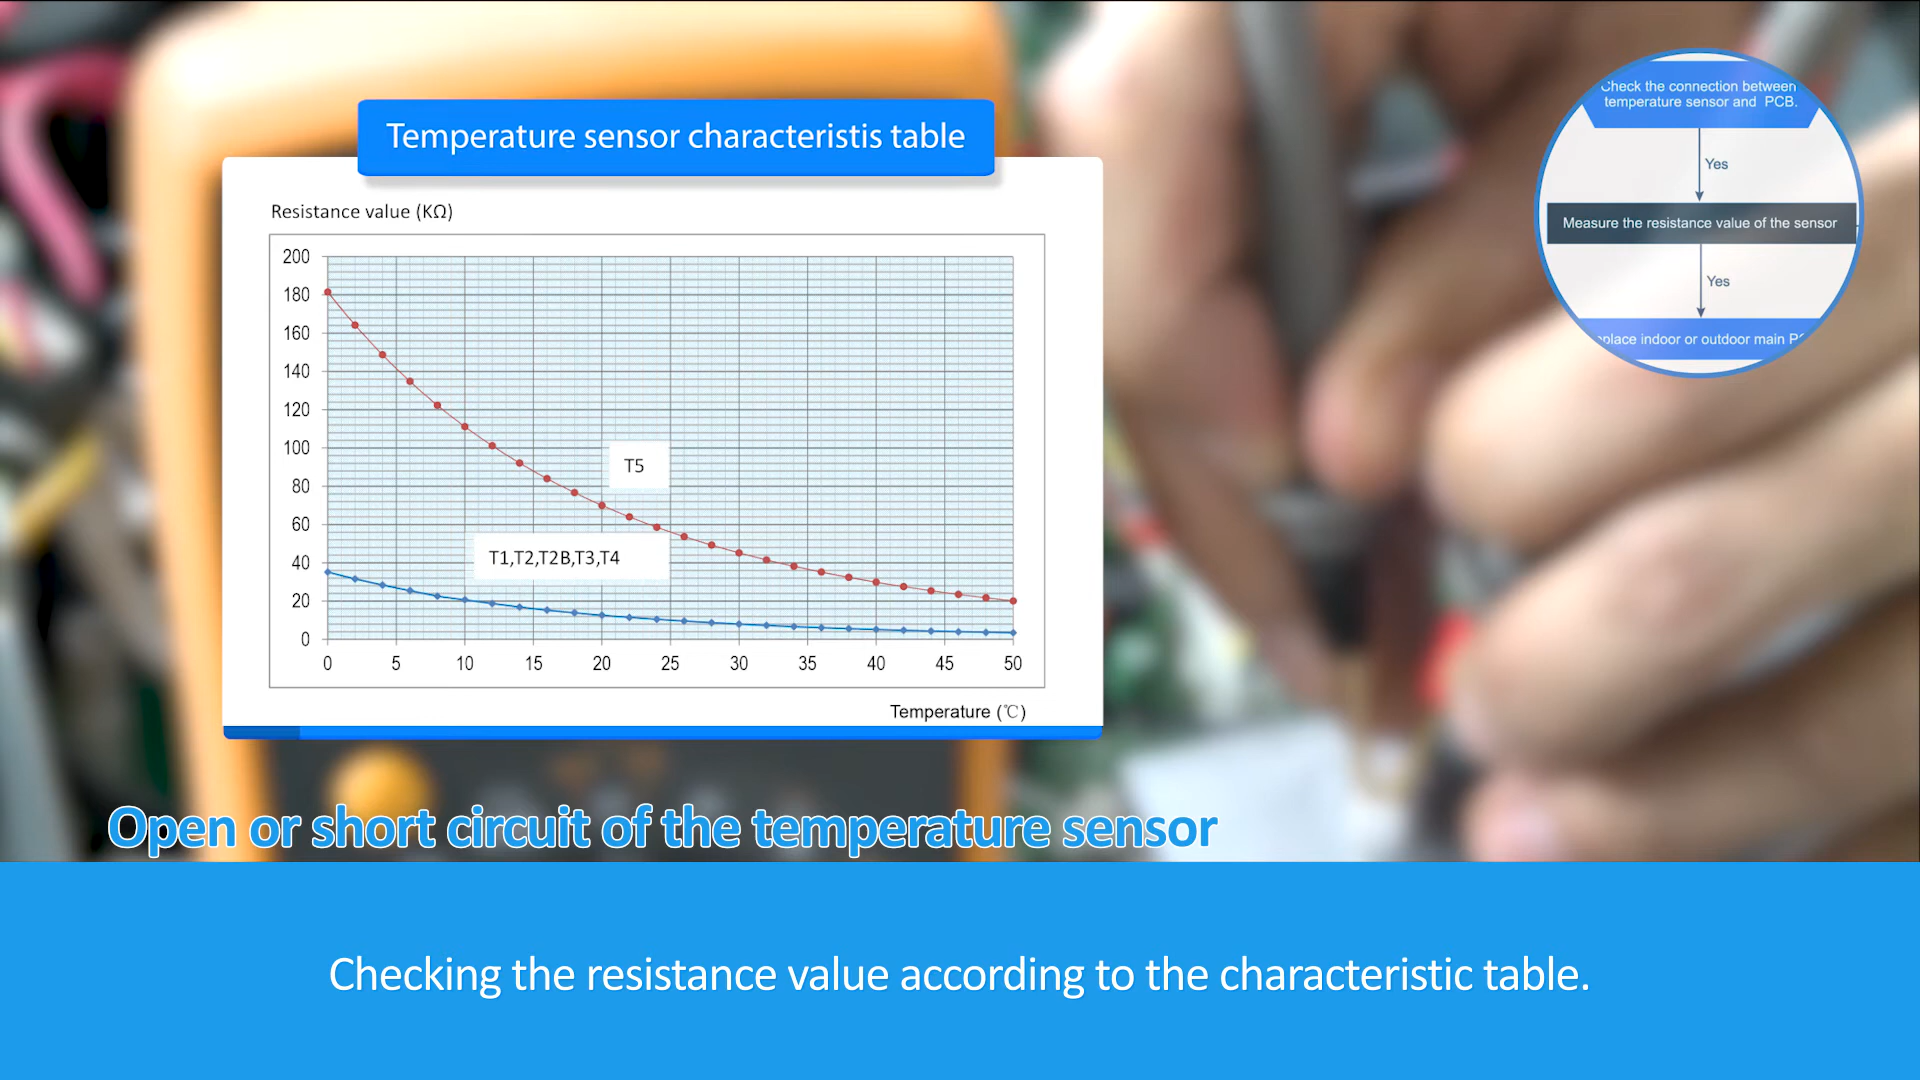 Temperature sensor characteristis table
Resistance value (KΩ)
200
180
160
140
120
100
80
60
40
20
0
T5
T1,T2,T2B,T3,T4
0 5 10 15 20 25 30 35 40 45 50
Temperature (℃)
Check the connection between
temperature sensor and PCB.
Yes
Measure the resistance value of the sensor
Yes
indoor or outdoor main
Open or short circuit of the temperature sensor
Checking the resistance value according to the characteristic table.